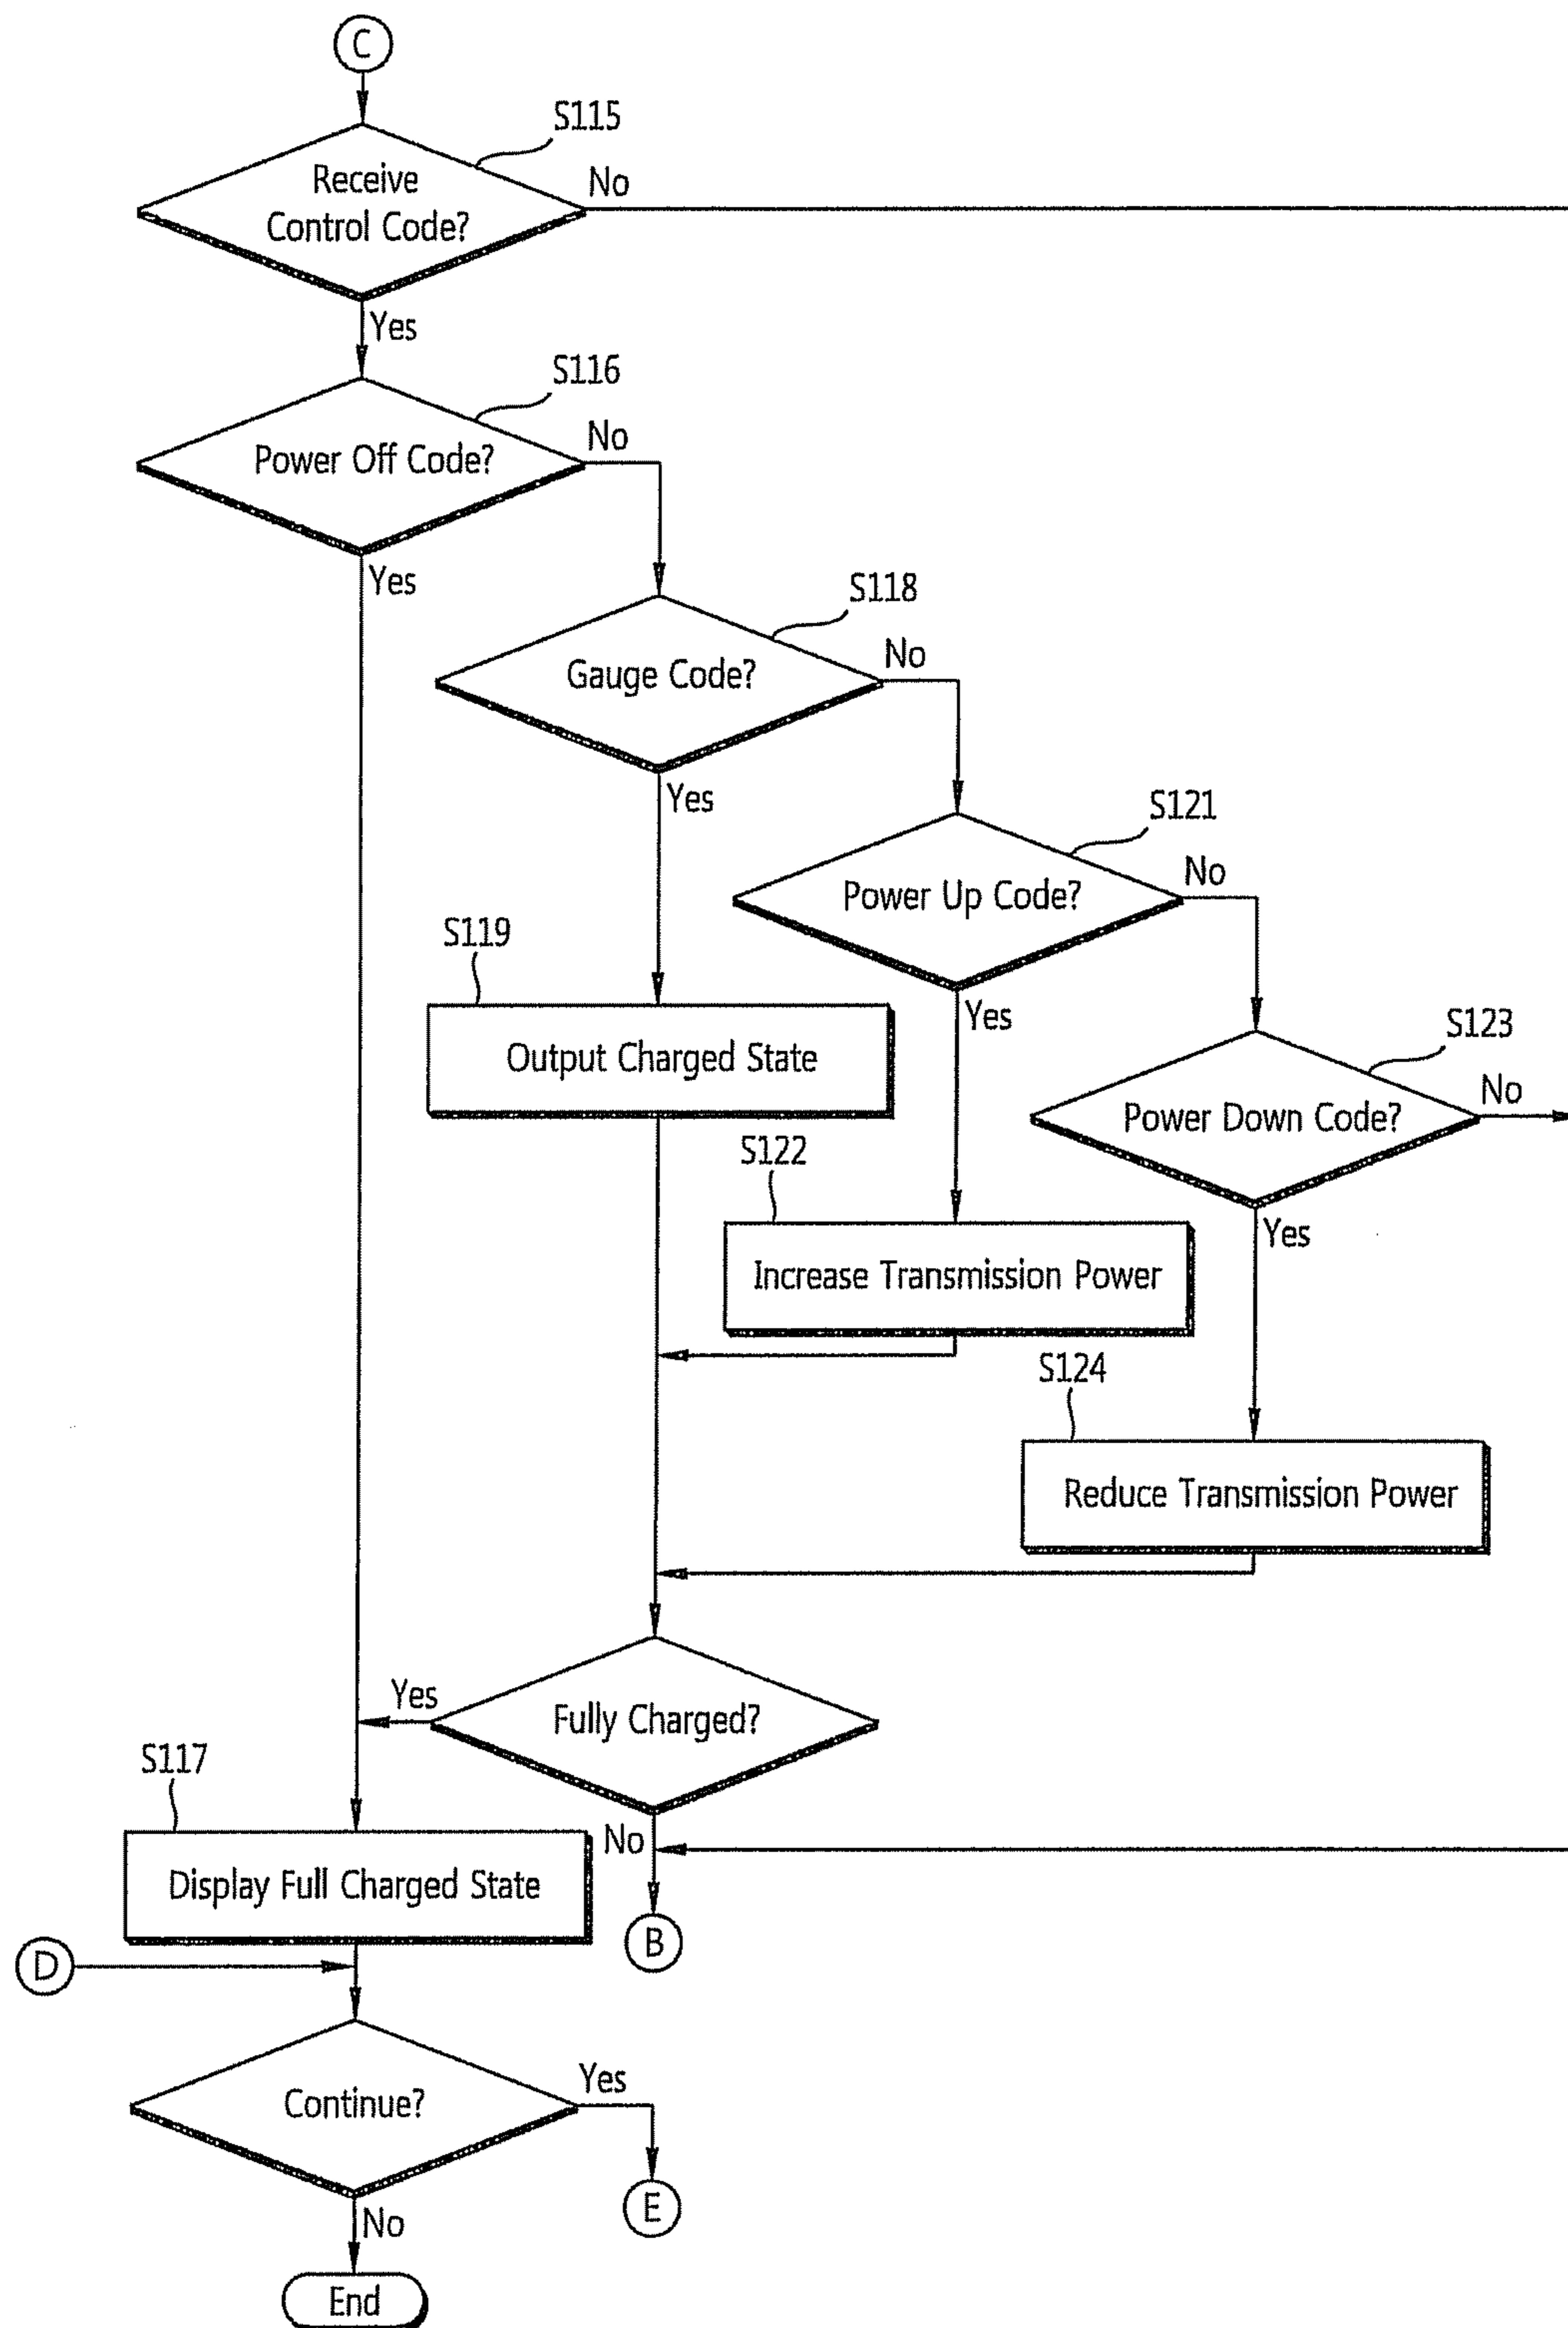 C
S115
Receive
Control Code?
No
Yes
S116
Power Off Code?
No
Yes
S118
Gauge Code?
No
Yes
S121
Power Up Code?
No
Yes
S119
Output Charged State
S123
Power Down Code?
No
Yes
S122
Increase Transmission Power
S124
Reduce Transmission Power
Fully Charged?
Yes
No
S117
Display Full Charged State
B
D
Continue?
Yes
E
No
End